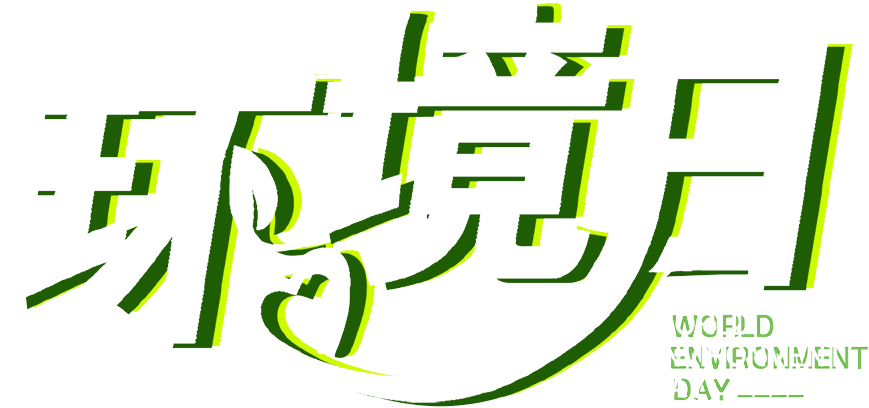 环境日
WORLD
ENVIRONMENT
DAY ————